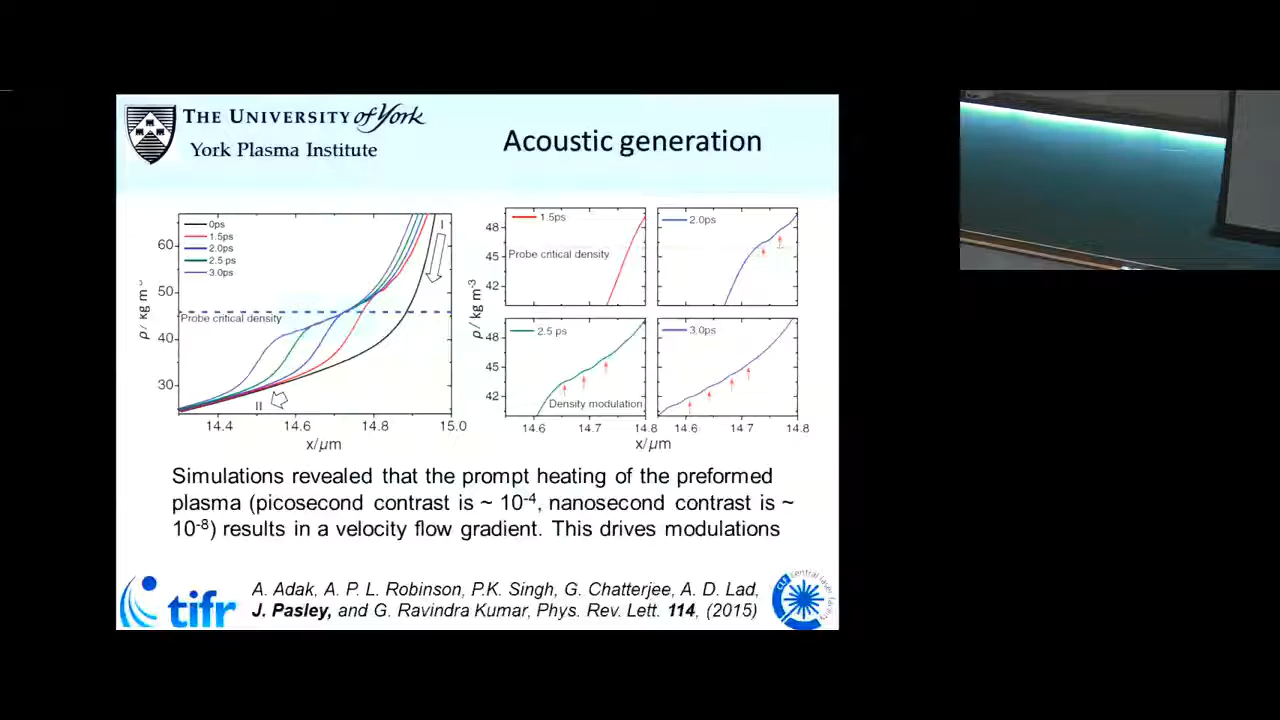 THE UNIVERSITY of York
York Plasma Institute
Acoustic generation
0ps
1.5ps
2.0ps
2.5 ps
3.0ps
60
50
40
30
Probe critical density
I
II
14.4 14.6 14.8 15.0
x/μm
1.5ps
48
45
42
Probe critical density
ρ/ kg m-3
2.0ps
2.5 ps
48
45
42
Density modulation
3.0ps
14.6 14.7 14.8 14.6 14.7 14.8
x/μm
Simulations revealed that the prompt heating of the preformed
plasma (picosecond contrast is ~ 10-4, nanosecond contrast is ~
10-8) results in a velocity flow gradient. This drives modulations
tifr
A. Adak, A. P. L. Robinson, P.K. Singh, G. Chatterjee, A. D. Lad,
J. Pasley, and G. Ravindra Kumar, Phys. Rev. Lett. 114, (2015)
CLF central laser facility